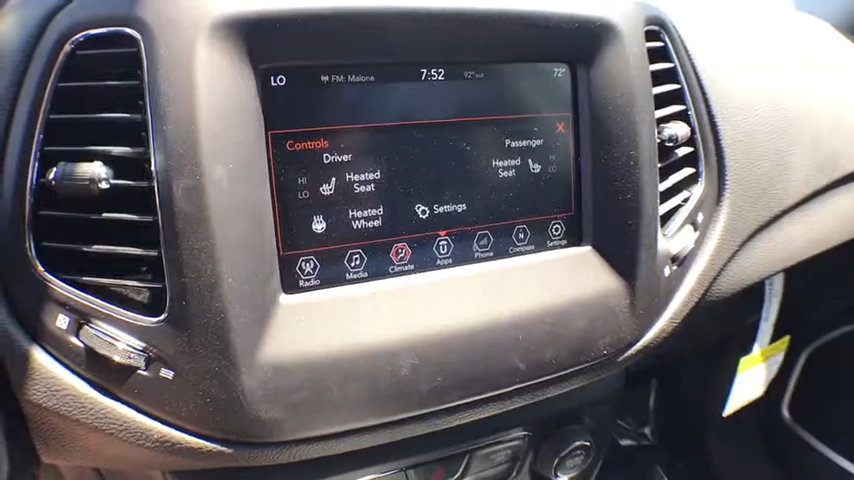 LO FM: Malone 7:52 92° out 72°
Controls X
Driver Passenger
HI Heated Heated HI
LO Seat Seat LO
Heated Settings
Wheel
Radio Media Climate Apps Phone Compass Settings
N